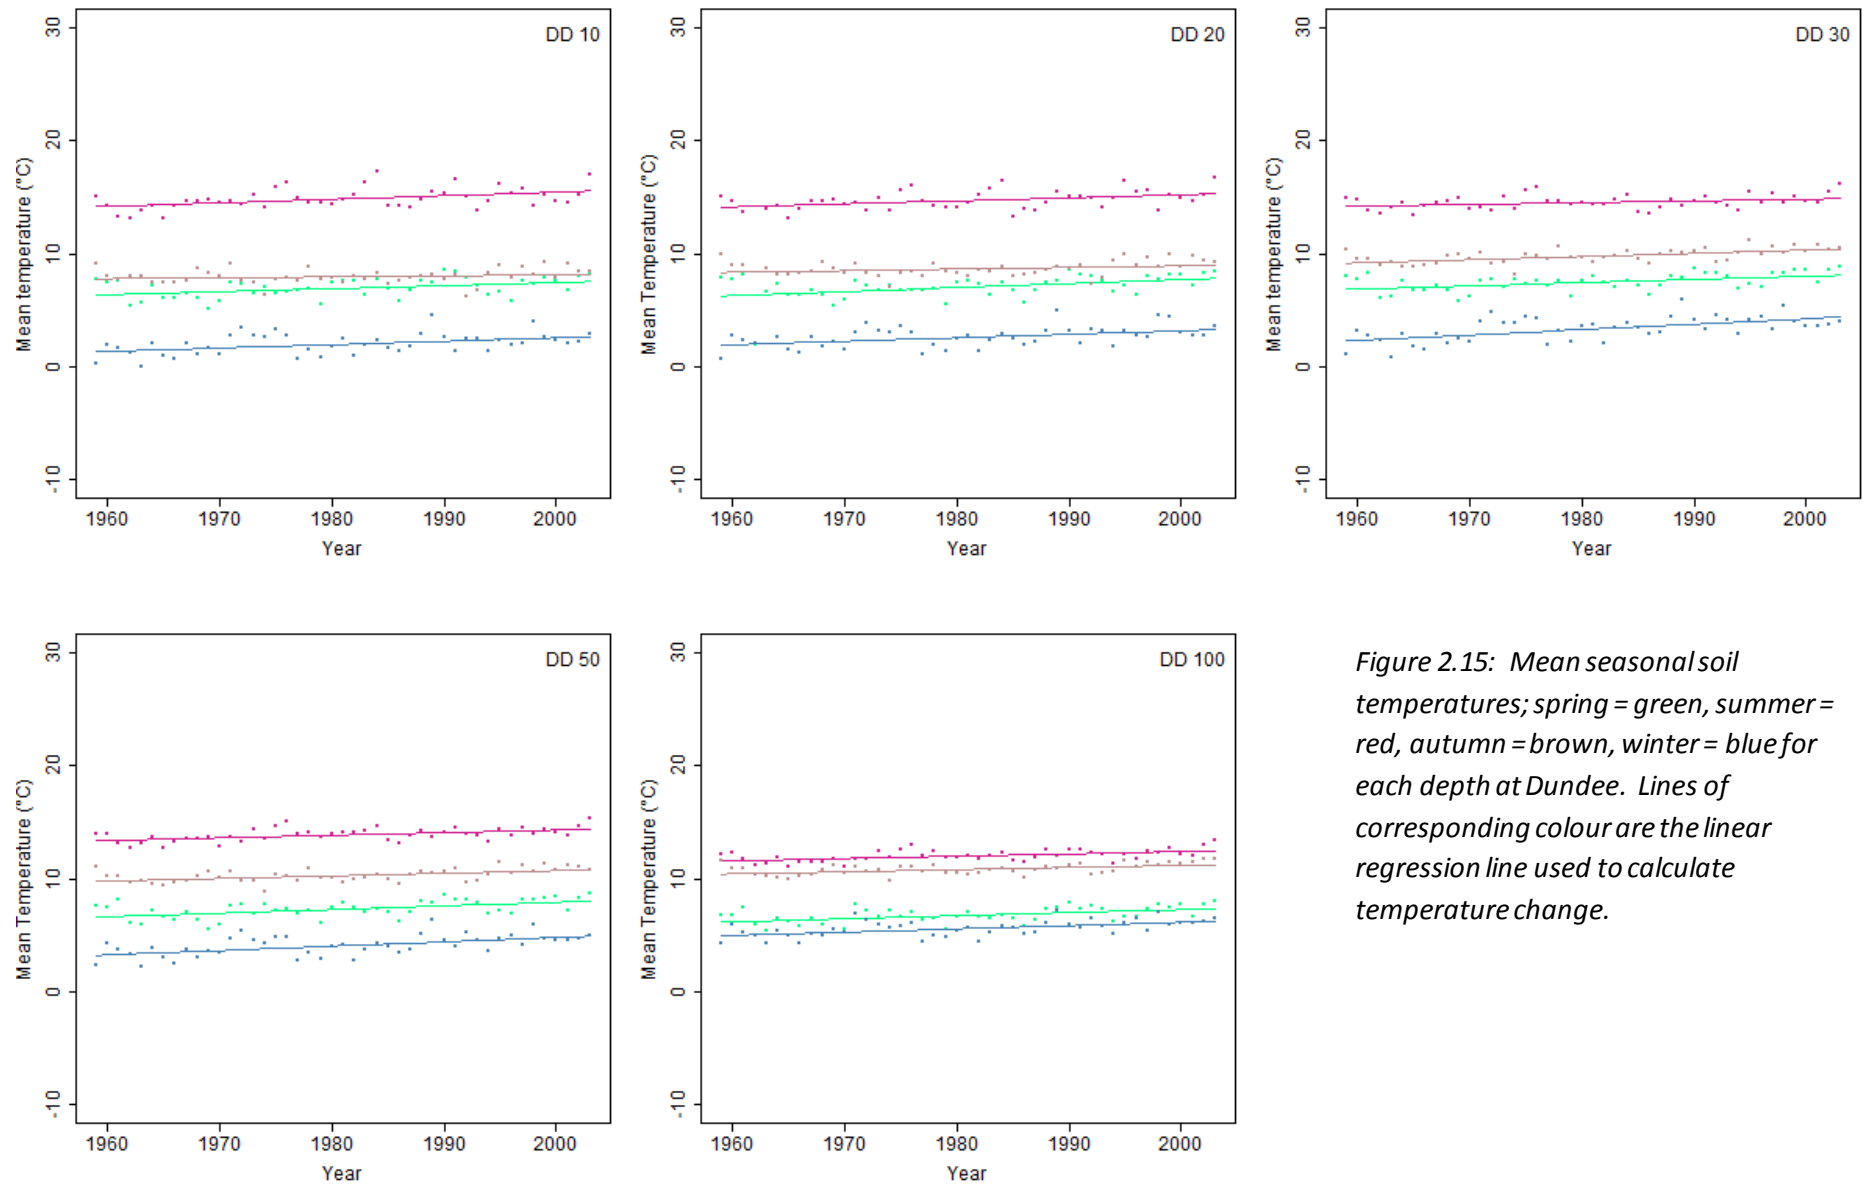 DD 10
Mean temperature (°C)
30
20
10
0
-10
1960 1970 1980 1990 2000
Year
DD 20
Mean Temperature (°C)
30
20
10
0
-10
1960 1970 1980 1990 2000
Year
DD 30
Mean temperature (°C)
30
20
10
0
-10
1960 1970 1980 1990 2000
Year
DD 50
Mean Temperature (°C)
30
20
10
0
-10
1960 1970 1980 1990 2000
Year
DD 100
Mean Temperature (°C)
30
20
10
0
-10
1960 1970 1980 1990 2000
Year
Figure 2.15: Mean seasonal soil
temperatures; spring = green, summer =
red, autumn = brown, winter = blue for
each depth at Dundee. Lines of
corresponding colour are the linear
regression line used to calculate
temperature change.